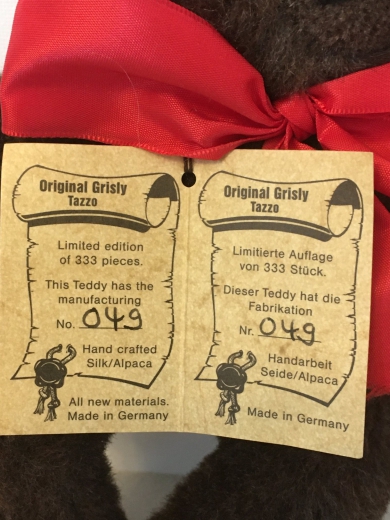 Original Grisly
Tazzo
Limited edition
of 333 pieces.
This Teddy has the
manufacturing
No. 049
Hand crafted
Silk/Alpaca
All new materials.
Made in Germany
Original Grisly
Tazzo
Limitierte Auflage
von 333 Stück.
Dieser Teddy hat die
Fabrikation
Nr. 049
Handarbeit
Seide/Alpaca
Made in Germany